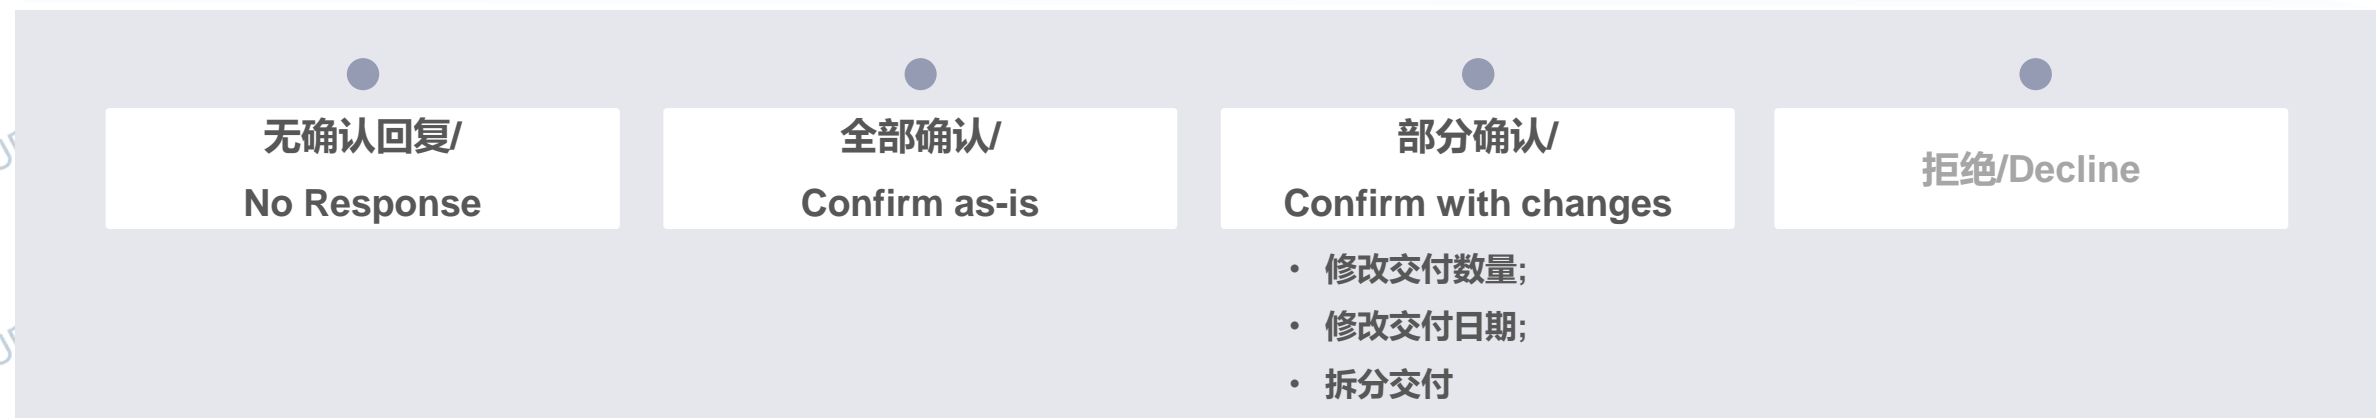 无确认回复/
No Response
全部确认/
Confirm as-is
部分确认/
Confirm with changes
• 修改交付数量;
• 修改交付日期;
• 拆分交付
拒绝/Decline